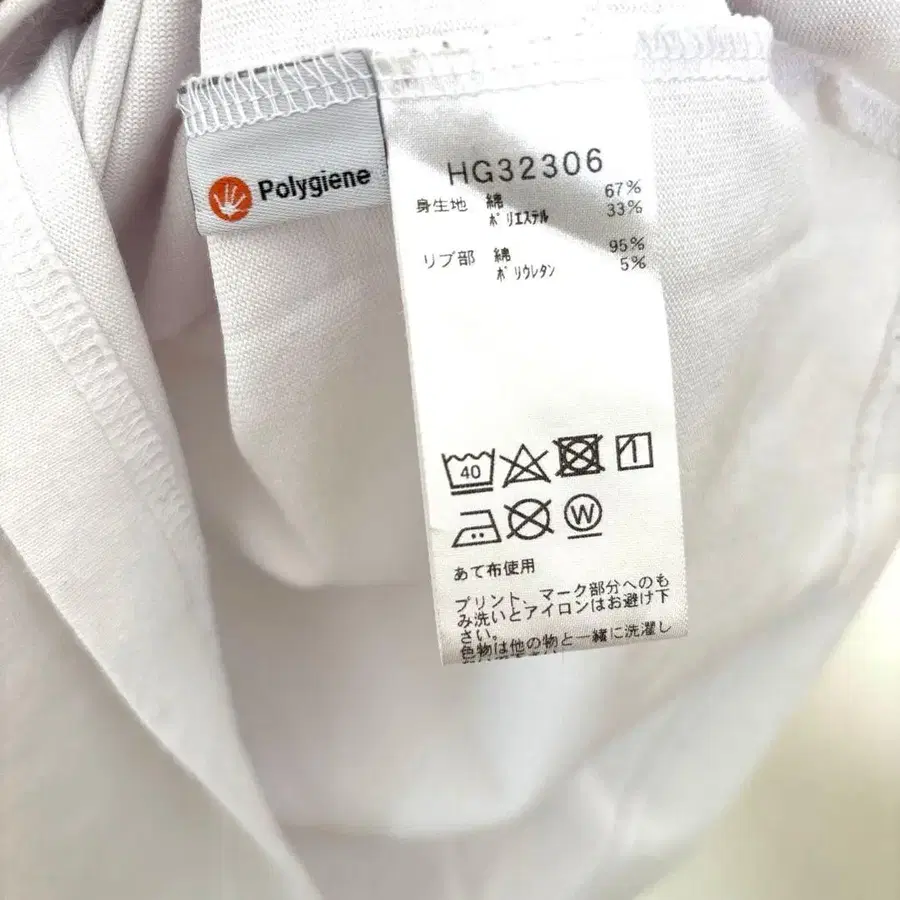 Polygiene
HG32306
身生地 綿 67%
ポリエステル 33%
リブ部 綿 95%
ポリウレタン 5%
40
W
あて布使用
プリント、マーク部分へのも
み洗いとアイロンはお避け下
さい。
色物は他の物と一緒に洗濯し